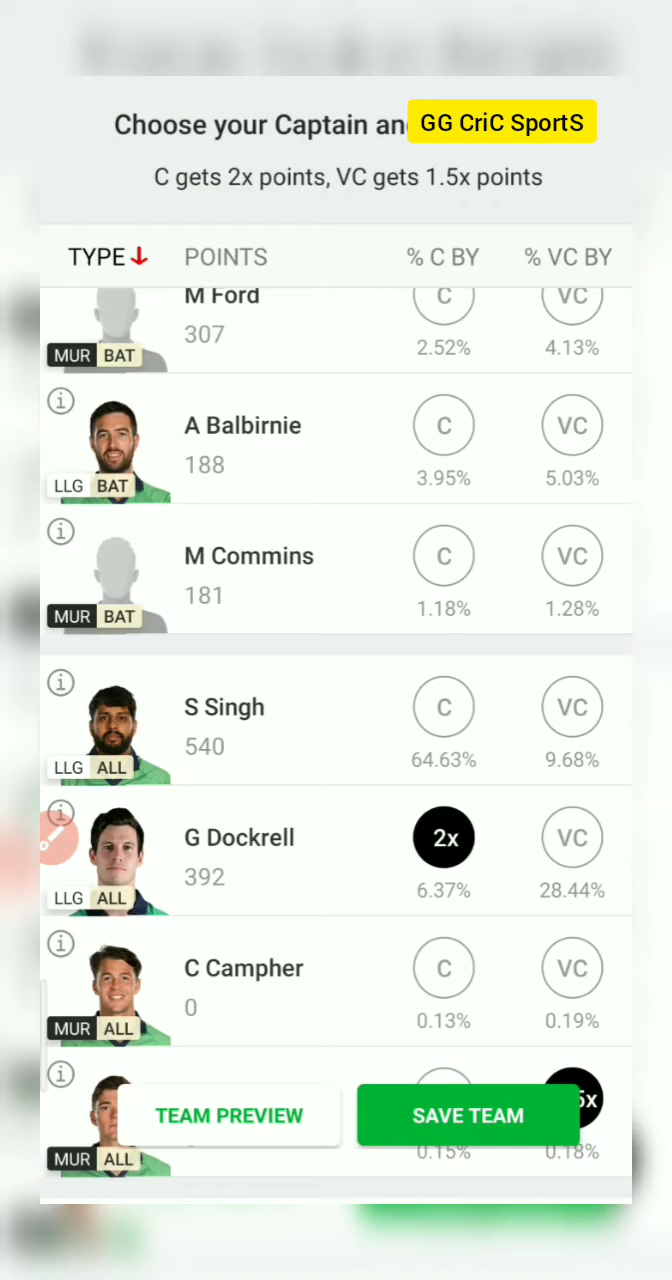 Choose your Captain an
GG CriC SportS
C gets 2x points, VC gets 1.5x points
TYPE POINTS % C BY % VC BY
M Ford C VC
307
MUR BAT 2.52% 4.13%
A Balbirnie C VC
188
LLG BAT 3.95% 5.03%
M Commins C VC
181
MUR BAT 1.18% 1.28%
S Singh C VC
540
LLG ALL 64.63% 9.68%
G Dockrell 2x VC
392
LLG ALL 6.37% 28.44%
C Campher C VC
0
MUR ALL 0.13% 0.19%
5x
TEAM PREVIEW SAVE TEAM
MUR ALL 0.15% 0.18%